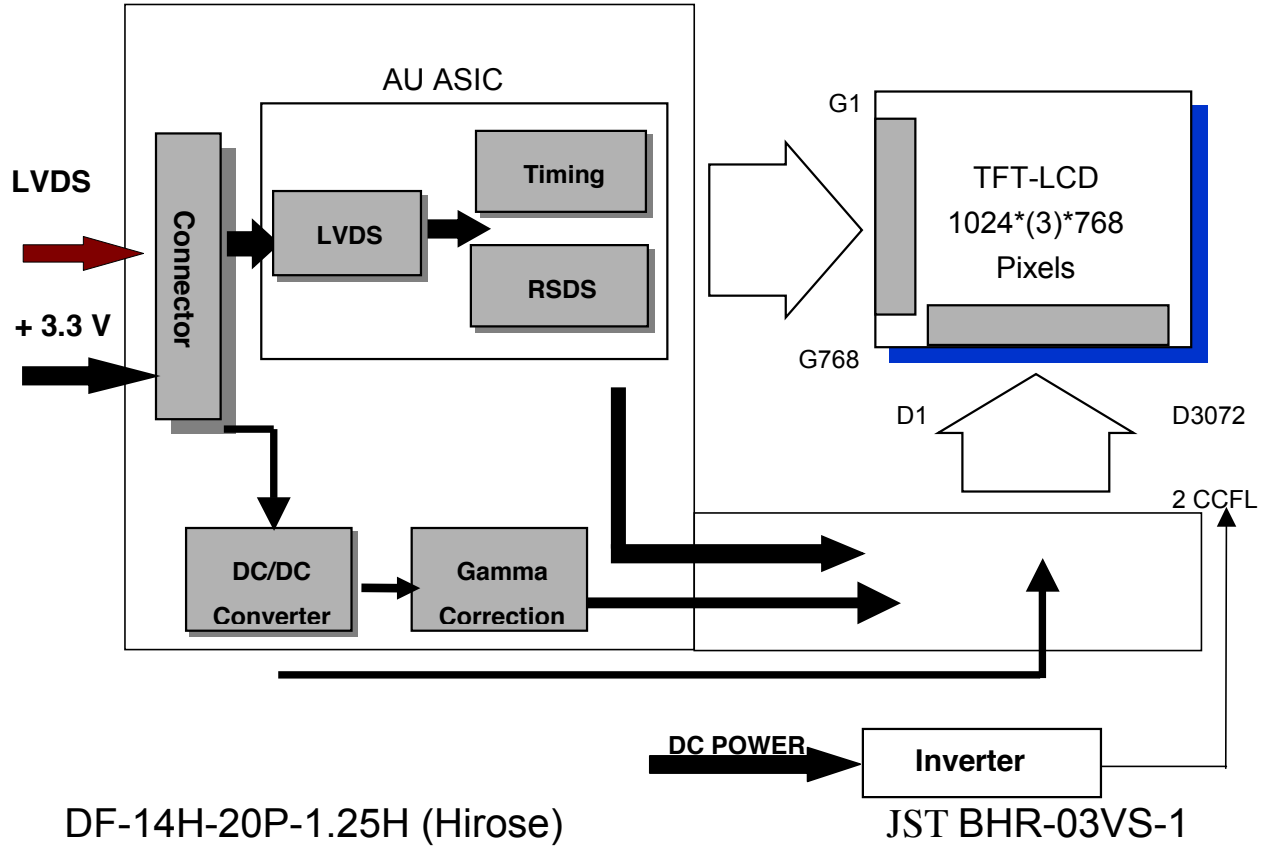 AU ASIC
G1
Timing
LVDS
TFT-LCD
1024*(3)*768
Pixels
Connector
LVDS
RSDS
+ 3.3 V
G768
D1
D3072
2 CCFL
DC/DC
Converter
Gamma
Correction
DC POWER
Inverter
DF-14H-20P-1.25H (Hirose)
JST BHR-03VS-1